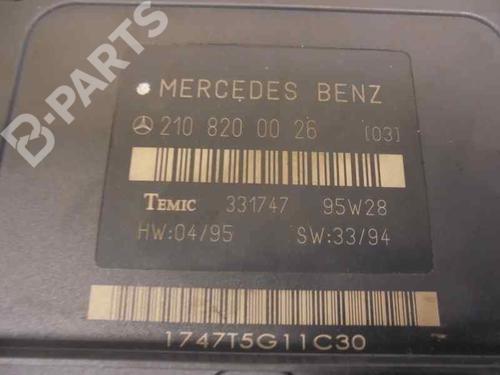 B-PARTS
MERCEDES BENZ
210 820 00 26 [03]
TEMIC 331747 95W28
HW:04/95 SW:33/94
1747T5G11C30